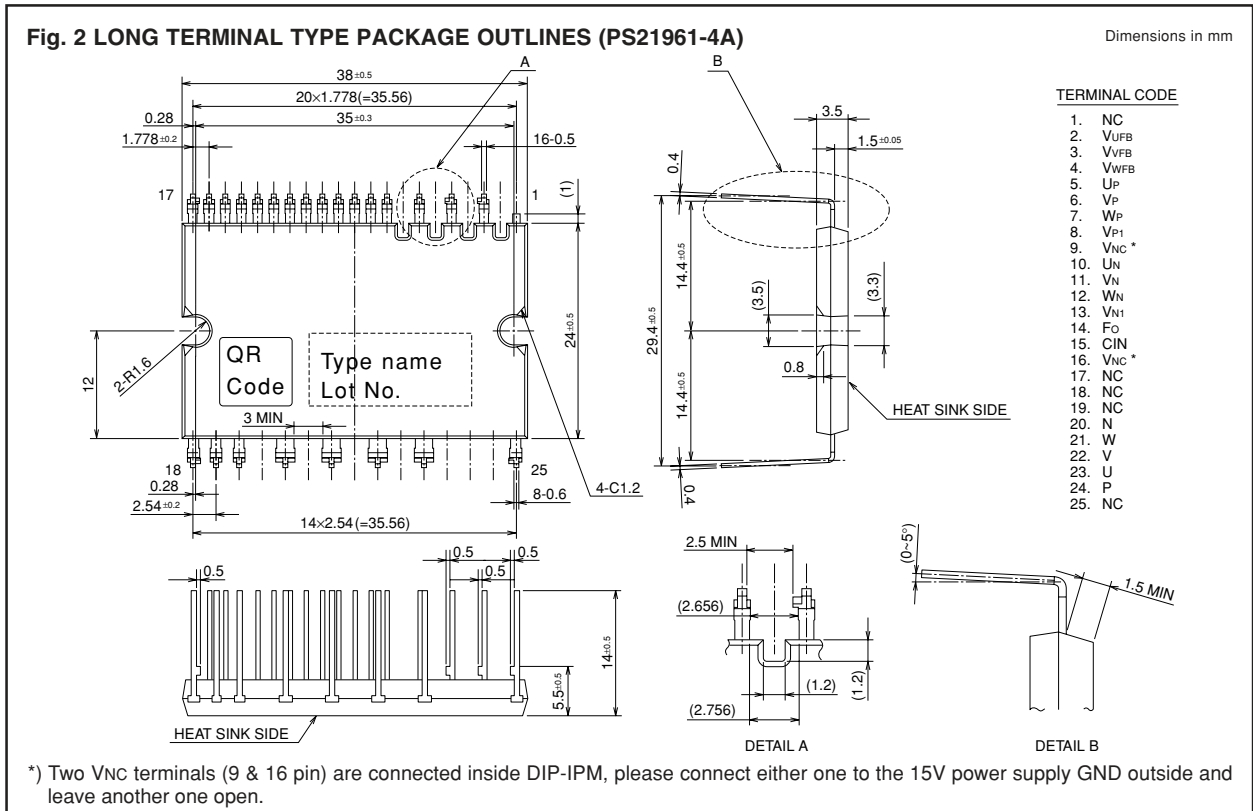 Fig. 2 LONG TERMINAL TYPE PACKAGE OUTLINES (PS21961-4A)
Dimensions in mm
A
38±0.5
20×1.778(=35.56)
0.28
35±0.3
1.778±0.2
16-0.5
17
1
(1)
2-R1.6
12
24±0.5
QR
Code
Type name
Lot No.
3 MIN
18
25
0.28
2.54±0.2
4-C1.2
8-0.6
14×2.54(=35.56)
B
3.5
1.5±0.05
0.4
14.4±0.5
29.4±0.5
(3.5)
(3.3)
0.8
14.4±0.5
HEAT SINK SIDE
0.4
TERMINAL CODE
1. NC
2. VUFB
3. VVFB
4. VWFB
5. UP
6. VP
7. WP
8. VP1
9. VNC *
10. UN
11. VN
12. WN
13. VN1
14. FO
15. CIN
16. VNC *
17. NC
18. NC
19. NC
20. N
21. W
22. V
23. U
24. P
25. NC
0.5
0.5
0.5
0.5
14±0.5
5.5±0.5
HEAT SINK SIDE
2.5 MIN
(2.656)
(1.2)
(1.2)
(2.756)
DETAIL A
(0~5°)
1.5 MIN
DETAIL B
*) Two VNC terminals (9 & 16 pin) are connected inside DIP-IPM, please connect either one to the 15V power supply GND outside and
leave another one open.